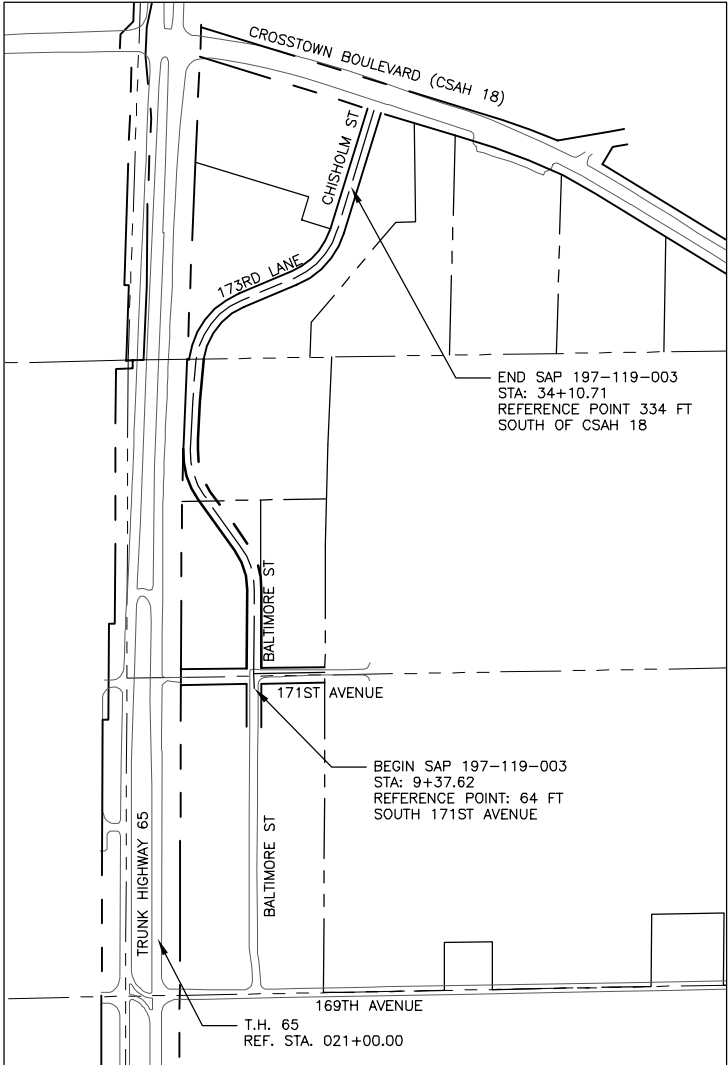 CROSSTOWN BOULEVARD (CSAH 18)
CHISHOLM ST
173RD LANE
END SAP 197-119-003
STA: 34+10.71
REFERENCE POINT 334 FT
SOUTH OF CSAH 18
BALTIMORE ST
171ST AVENUE
BEGIN SAP 197-119-003
STA: 9+37.62
REFERENCE POINT: 64 FT
SOUTH 171ST AVENUE
TRUNK HIGHWAY 65
BALTIMORE ST
169TH AVENUE
T.H. 65
REF. STA. 021+00.00